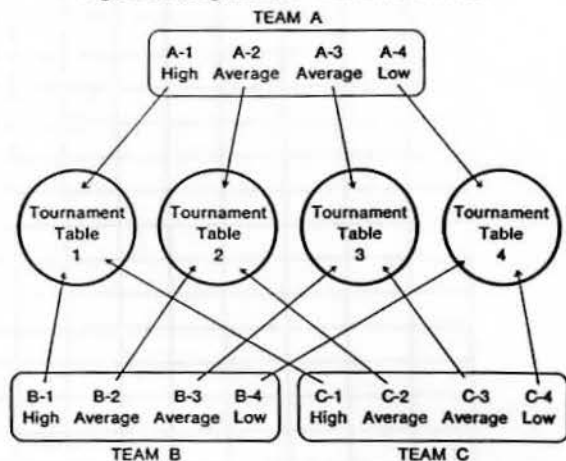 TEAM A
A-1 A-2 A-3 A-4
High Average Average Low
Tournament Table 1
Tournament Table 2
Tournament Table 3
Tournament Table 4
B-1 B-2 B-3 B-4
High Average Average Low
C-1 C-2 C-3 C-4
High Average Average Low
TEAM B
TEAM C